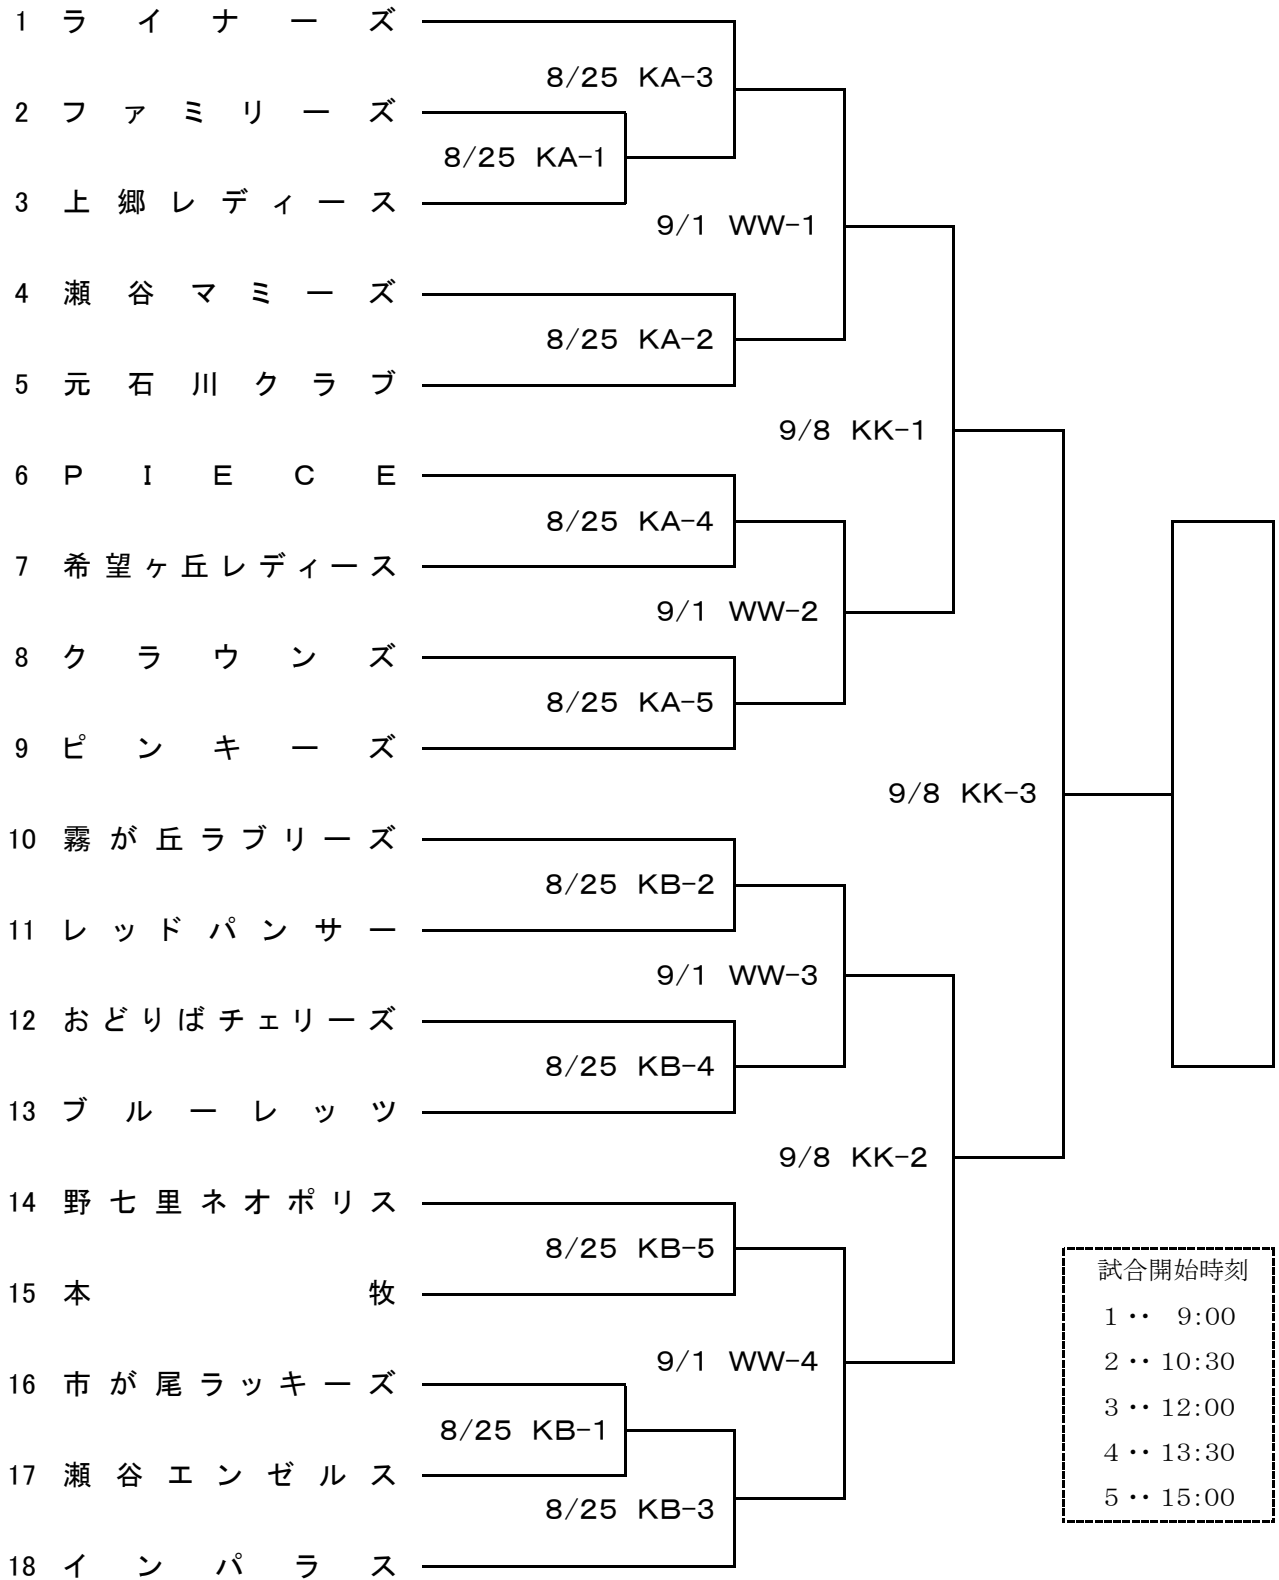 1 ライナーズ
8/25 KA-3
2 ファミリーズ
8/25 KA-1
3 上郷レディース
9/1 WW-1
4 瀬谷マミーズ
8/25 KA-2
5 元石川クラブ
9/8 KK-1
6 PIECE
8/25 KA-4
7 希望ヶ丘レディース
9/1 WW-2
8 クラウンズ
8/25 KA-5
9 ピンキーズ
9/8 KK-3
10 霧が丘ラブリーズ
8/25 KB-2
11 レッドパンサー
9/1 WW-3
12 おどりばチェリーズ
8/25 KB-4
13 ブルーレッツ
9/8 KK-2
14 野七里ネオポリス
8/25 KB-5
15 本牧
9/1 WW-4
16 市が尾ラッキーズ
8/25 KB-1
17 瀬谷エンゼルス
8/25 KB-3
18 インパラス
試合開始時刻
1‥ 9:00
2‥10:30
3‥12:00
4‥13:30
5‥15:00